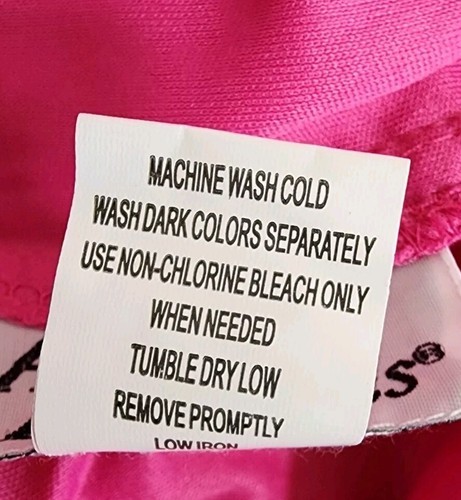 MACHINE WASH COLD
WASH DARK COLORS SEPARATELY
USE NON-CHLORINE BLEACH ONLY
WHEN NEEDED
TUMBLE DRY LOW
REMOVE PROMPTLY
LOW IRON